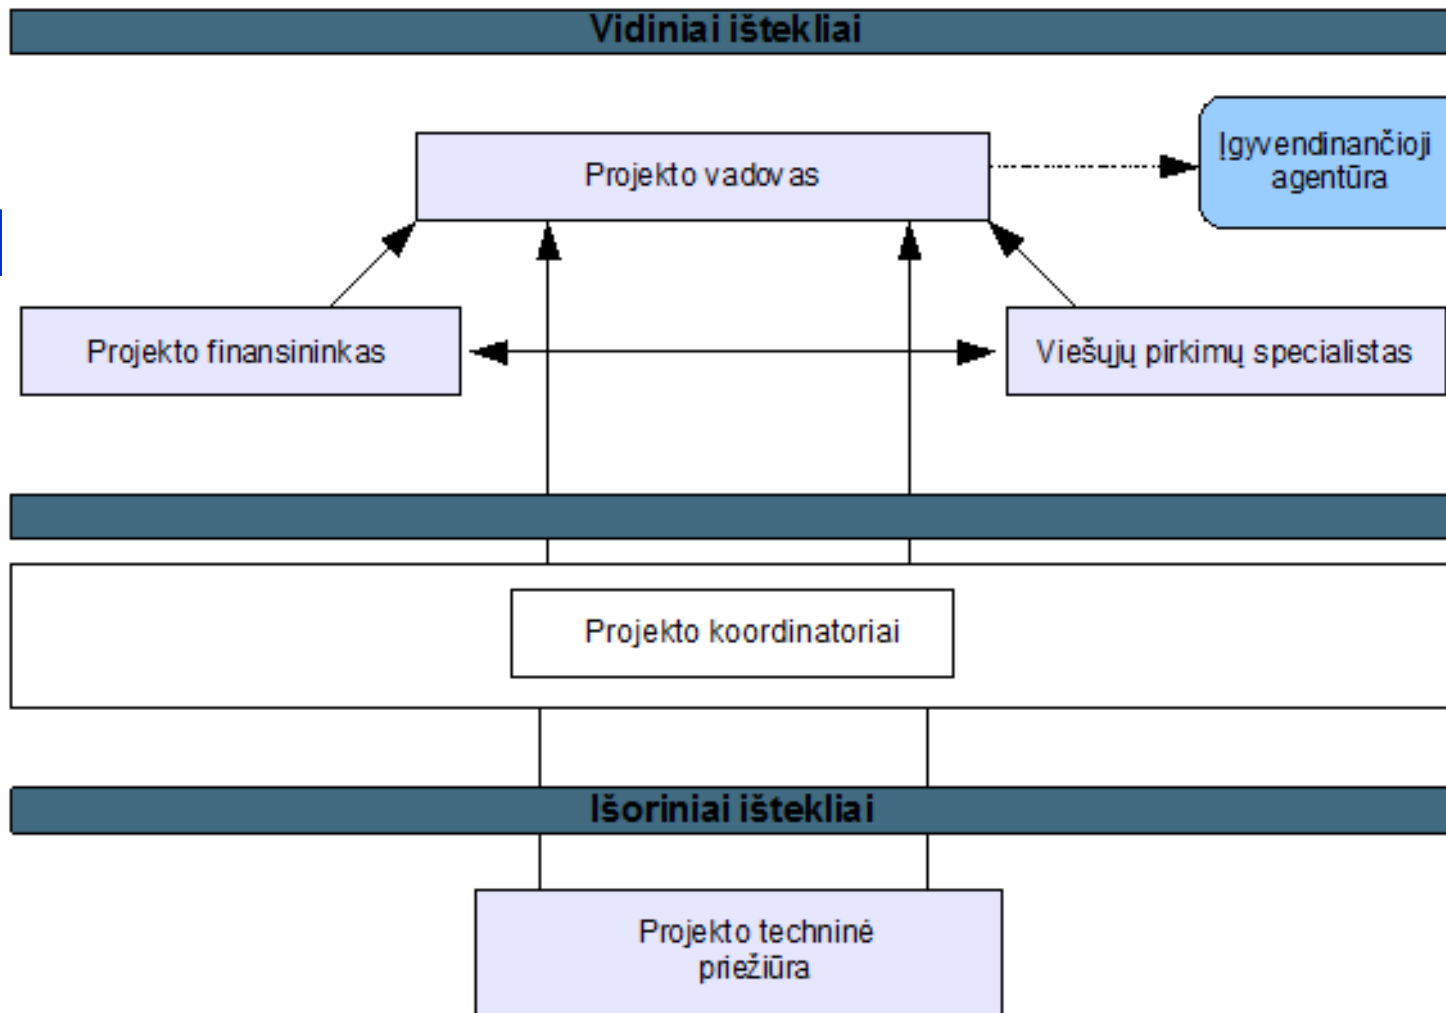 Vidiniai ištekliai
Įgyvendinančioji
agentūra
Projekto vadovas
Projekto finansininkas
Viešųjų pirkimų specialistas
Projekto koordinatoriai
Išoriniai ištekliai
Projekto techninė
priežiūra